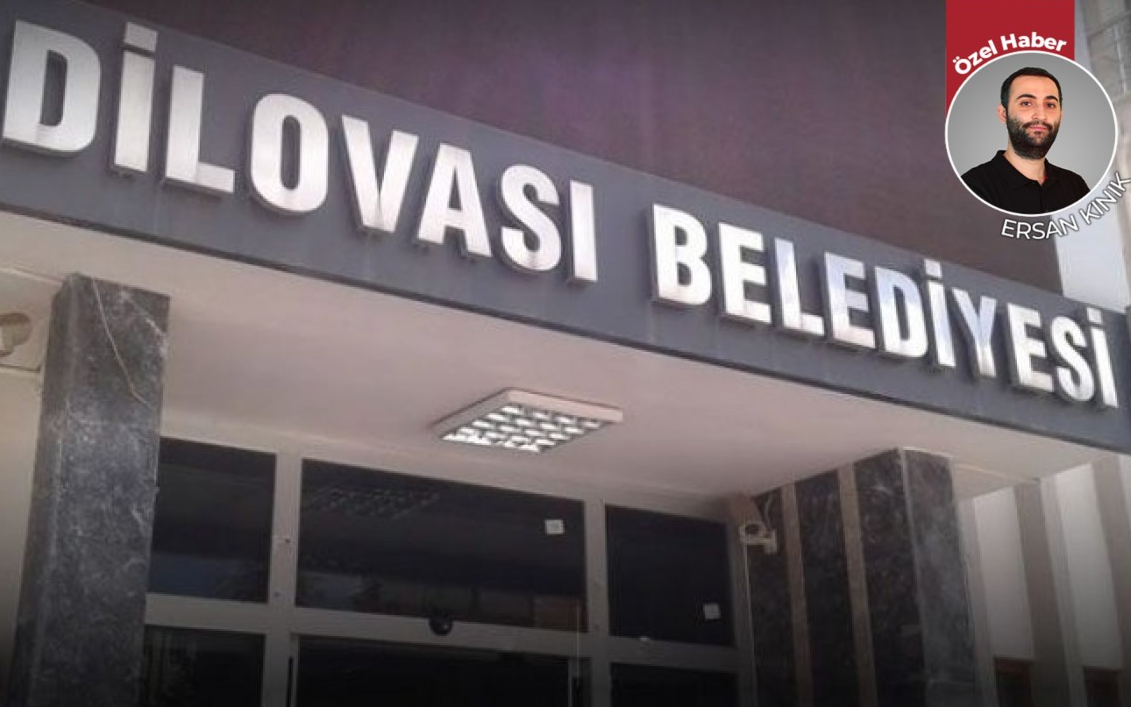 DİLOVASI BELEDİYESİ
Özel Haber
ERSAN KINIK